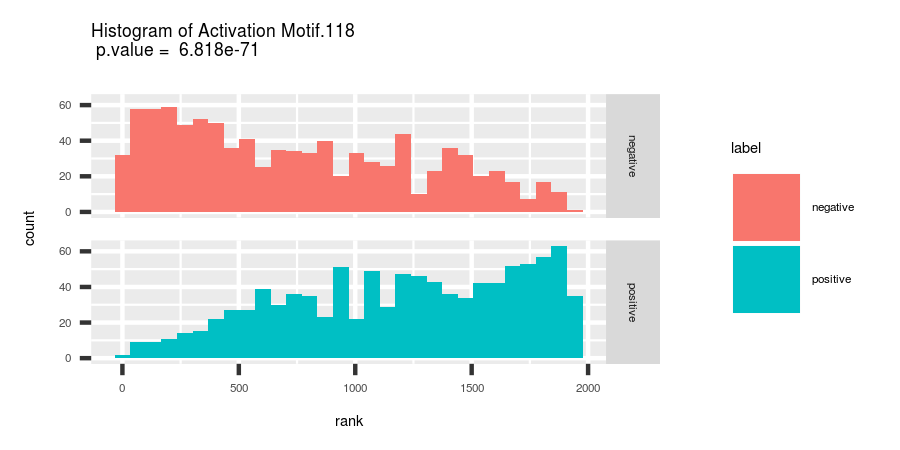 Histogram of Activation Motif.118
p.value = 6.818e-71
60
40
20
0
negative
60
40
20
0
positive
count
0
500
1000
1500
2000
rank
label
negative
positive